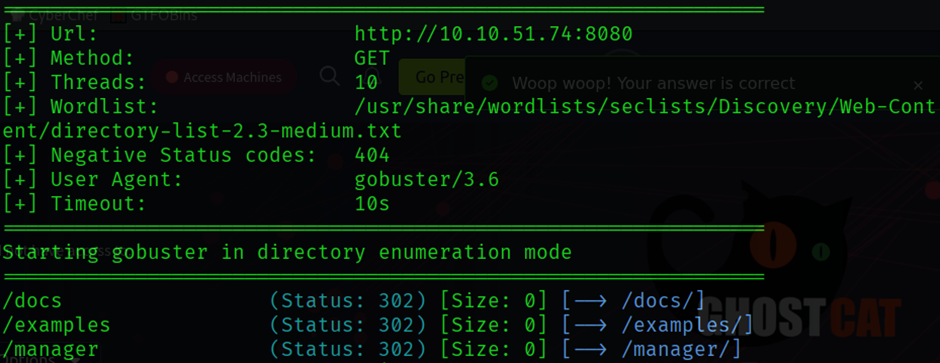 CyberChef GTFOBins
===============================================================
[+] Url: http://10.10.51.74:8080
[+] Method: GET
Access Machines Go Pre Woop woop! Your answer is correct
[+] Threads: 10
[+] Wordlist: /usr/share/wordlists/seclists/Discovery/Web-Cont
ent/directory-list-2.3-medium.txt
[+] Negative Status codes: 404
[+] User Agent: gobuster/3.6
[+] Timeout: 10s
===============================================================
Starting gobuster in directory enumeration mode
===============================================================
/docs (Status: 302) [Size: 0] [--> /docs/]
/examples (Status: 302) [Size: 0] [--> /examples/]
GHOSTCAT
/manager (Status: 302) [Size: 0] [--> /manager/]